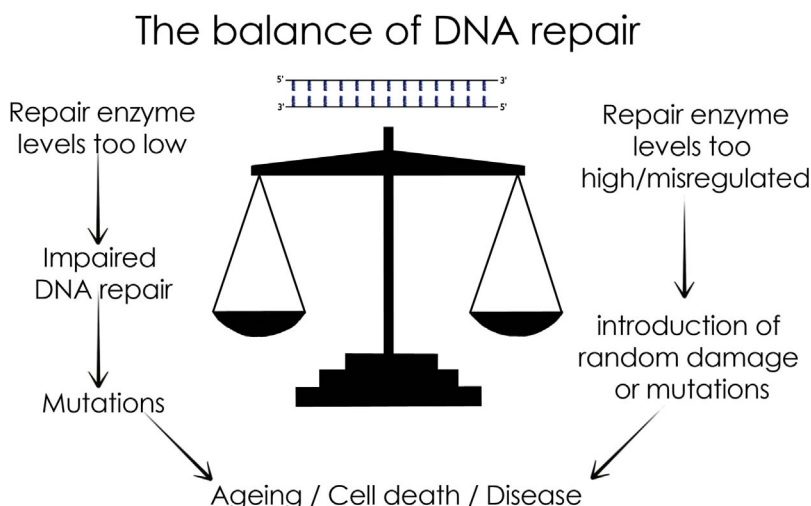 The balance of DNA repair
5' 3'
3' 5'
Repair enzyme
levels too low
Impaired
DNA repair
Mutations
Repair enzyme
levels too
high/misregulated
introduction of
random damage
or mutations
Ageing / Cell death / Disease